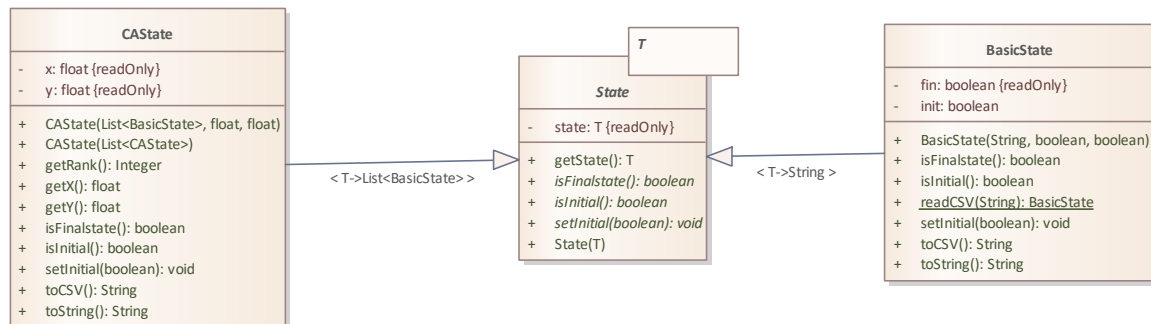 CAState
- x: float {readOnly}
- y: float {readOnly}
+ CAState(List<BasicState>, float, float)
+ CAState(List<CAState>)
+ getRank(): Integer
+ getX(): float
+ getY(): float
+ isFinalstate(): boolean
+ isInitial(): boolean
+ setInitial(boolean): void
+ toCSV(): String
+ toString(): String
< T->List<BasicState> >
T
State
- state: T {readOnly}
+ getState(): T
+ isFinalstate(): boolean
+ isInitial(): boolean
+ setInitial(boolean): void
+ State(T)
< T->String >
BasicState
- fin: boolean {readOnly}
- init: boolean
+ BasicState(String, boolean, boolean)
+ isFinalstate(): boolean
+ isInitial(): boolean
+ readCSV(String): BasicState
+ setInitial(boolean): void
+ toCSV(): String
+ toString(): String